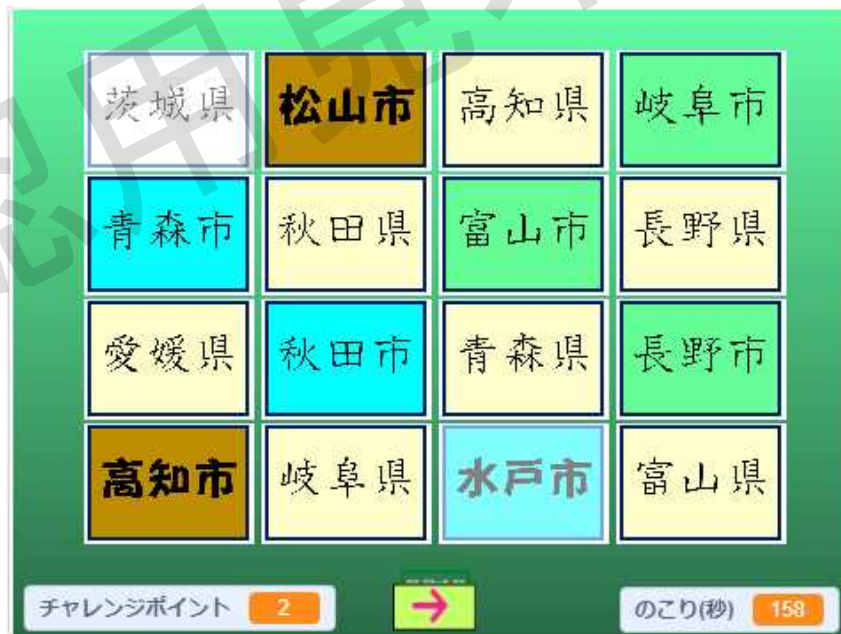 茨城県 松山市 高知県 岐阜市
青森市 秋田県 富山市 長野県
愛媛県 秋田市 青森県 長野市
高知市 岐阜県 水戸市 富山県
チャレンジポイント 2 のこり(秒) 158